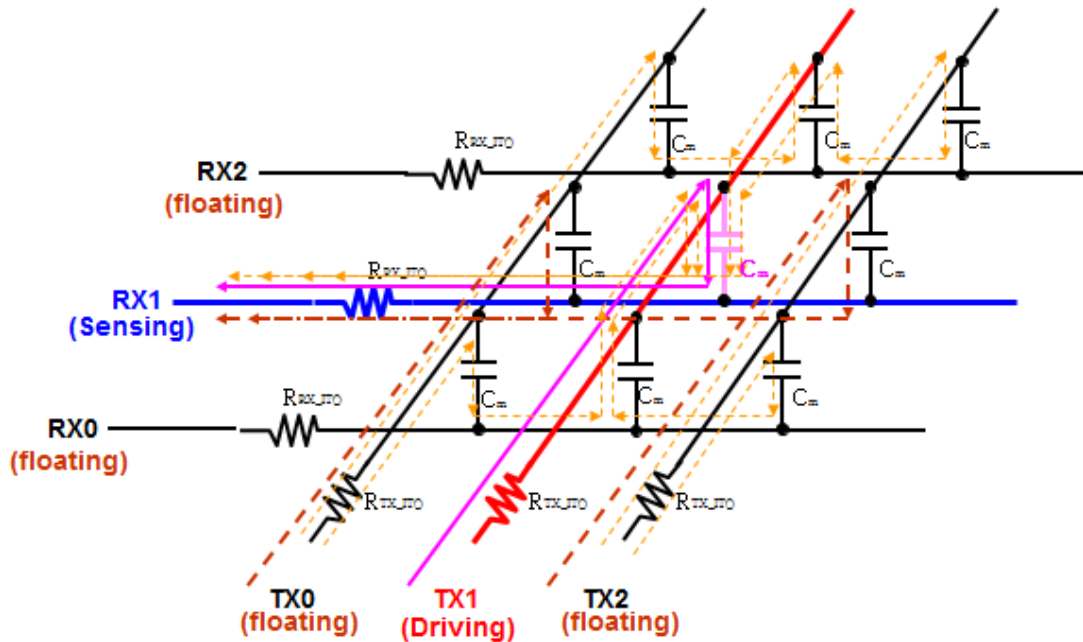 Cm
Cm
Cm
RRX_ITO
RX2
(floating)
Cm
Cm
Cm
RRX_ITO
RX1
(Sensing)
Cm
Cm
Cm
RRX_ITO
RX0
(floating)
RTX_ITO
RTX_ITO
RTX_ITO
TX0
(floating)
TX1
(Driving)
TX2
(floating)